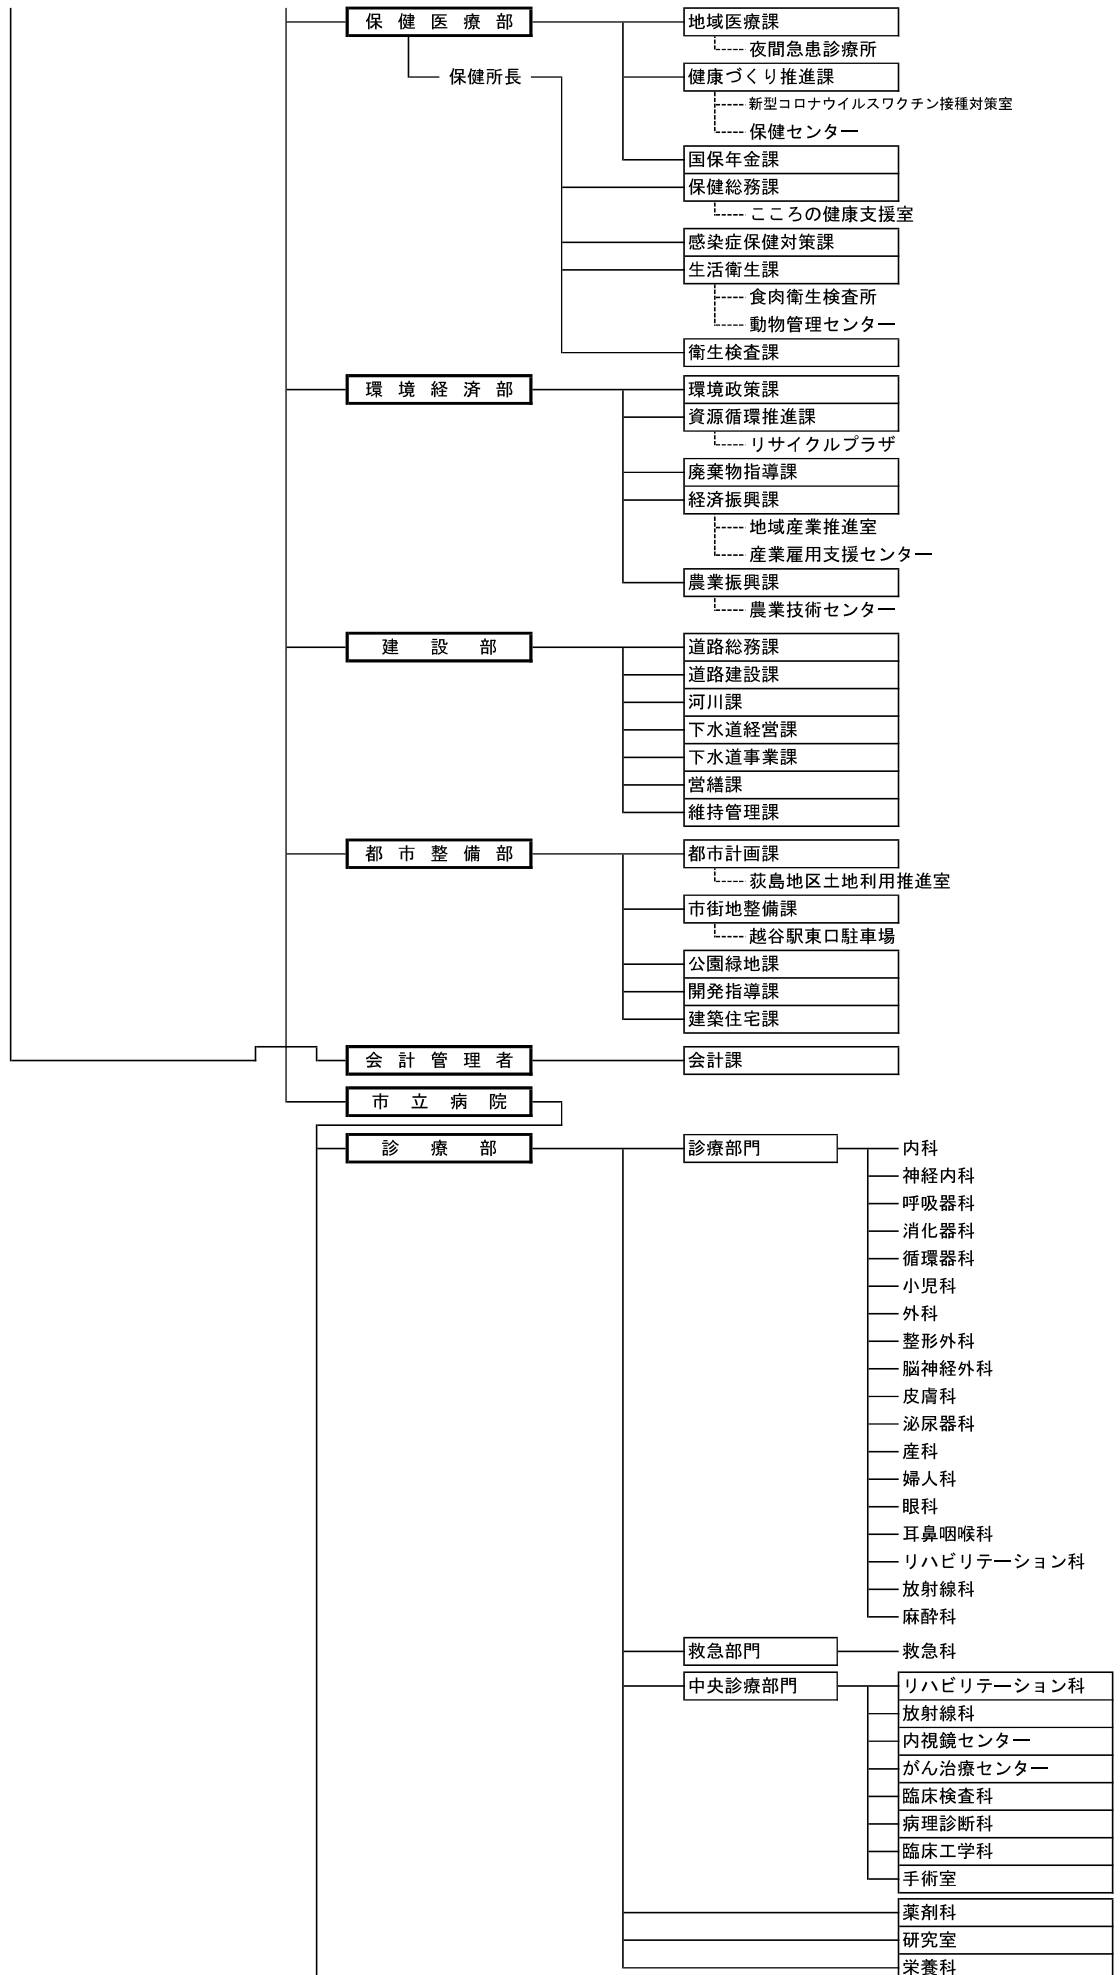 保健医療部
地域医療課
夜間急患診療所
保健所長
健康づくり推進課
新型コロナウイルスワクチン接種対策室
保健センター
国保年金課
保健総務課
こころの健康支援室
感染症保健対策課
生活衛生課
食肉衛生検査所
動物管理センター
衛生検査課
環境経済部
環境政策課
資源循環推進課
リサイクルプラザ
廃棄物指導課
経済振興課
地域産業推進室
産業雇用支援センター
農業振興課
農業技術センター
建設部
道路総務課
道路建設課
河川課
下水道経営課
下水道事業課
営繕課
維持管理課
都市整備部
都市計画課
荻島地区土地利用推進室
市街地整備課
越谷駅東口駐車場
公園緑地課
開発指導課
建築住宅課
会計管理者
会計課
市立病院
診療部
診療部門
内科
神経内科
呼吸器科
消化器科
循環器科
小児科
外科
整形外科
脳神経外科
皮膚科
泌尿器科
産科
婦人科
眼科
耳鼻咽喉科
リハビリテーション科
放射線科
麻酔科
救急部門
救急科
中央診療部門
リハビリテーション科
放射線科
内視鏡センター
がん治療センター
臨床検査科
病理診断科
臨床工学科
手術室
薬剤科
研究室
栄養科